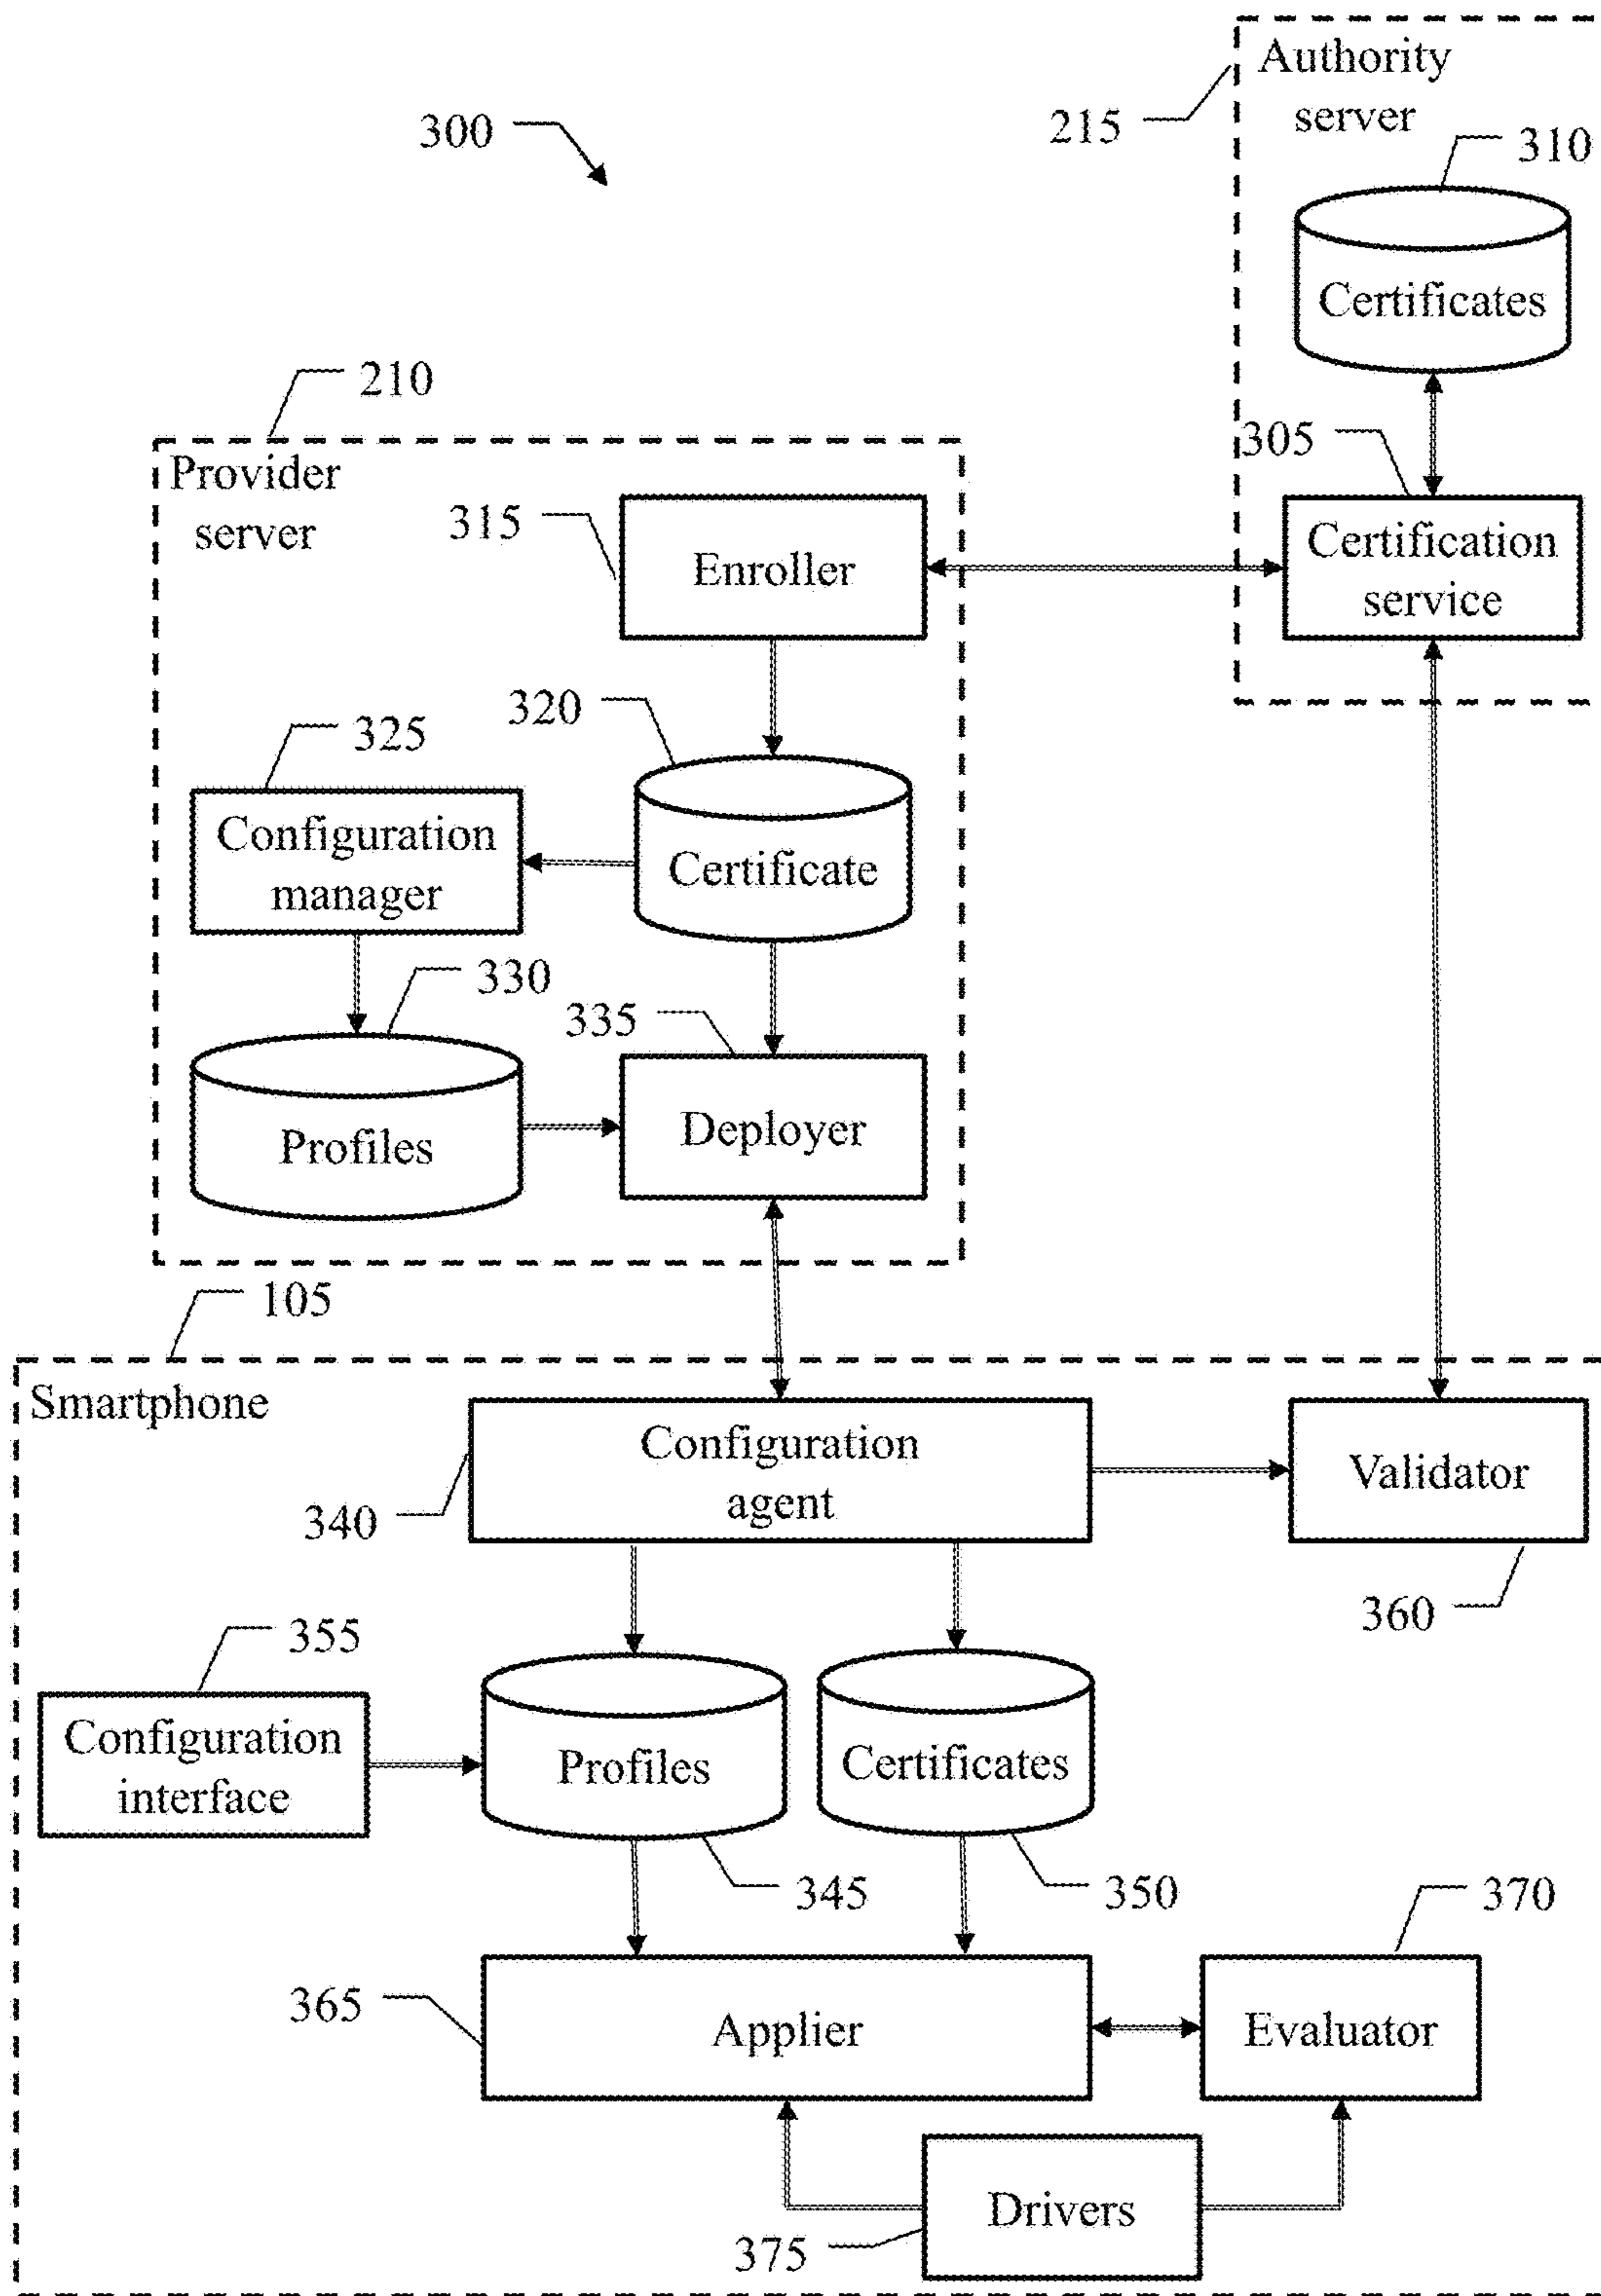 Authority
server
215
300
310
Certificates
210
305
Provider
server
315
Enroller
Certification
service
320
325
Configuration
manager
Certificate
330
335
Profiles
Deployer
105
Smartphone
Configuration
agent
Validator
340
360
355
Configuration
interface
Profiles
Certificates
345
350
370
365
Applier
Evaluator
Drivers
375